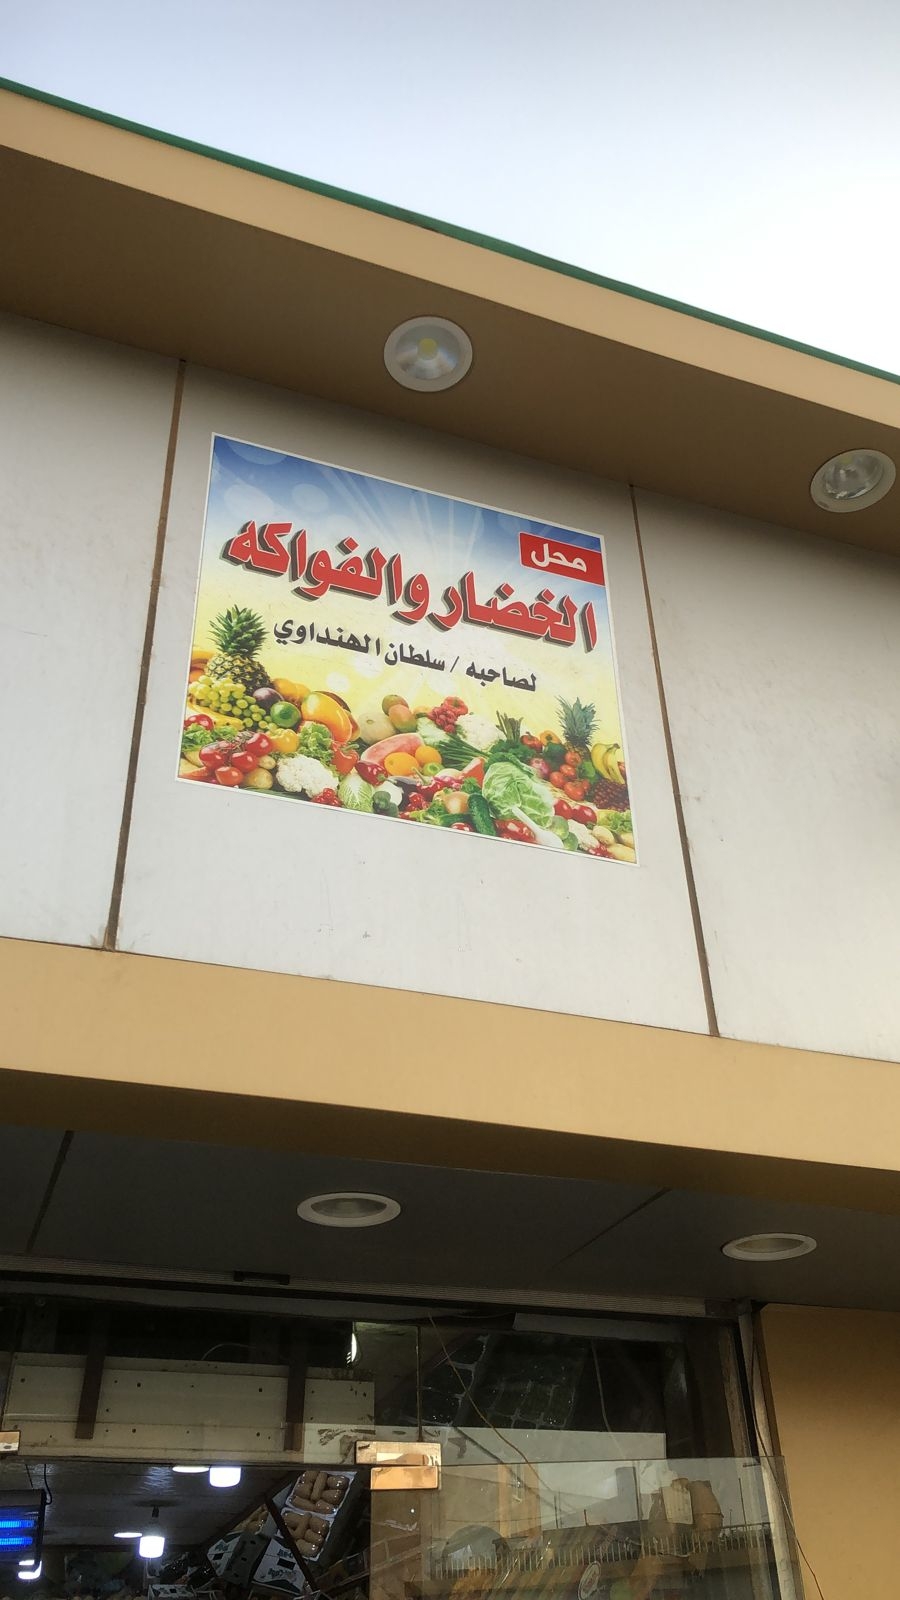 محل
الخضار والفواكه
لصاحبه / سلطان الهنداوي